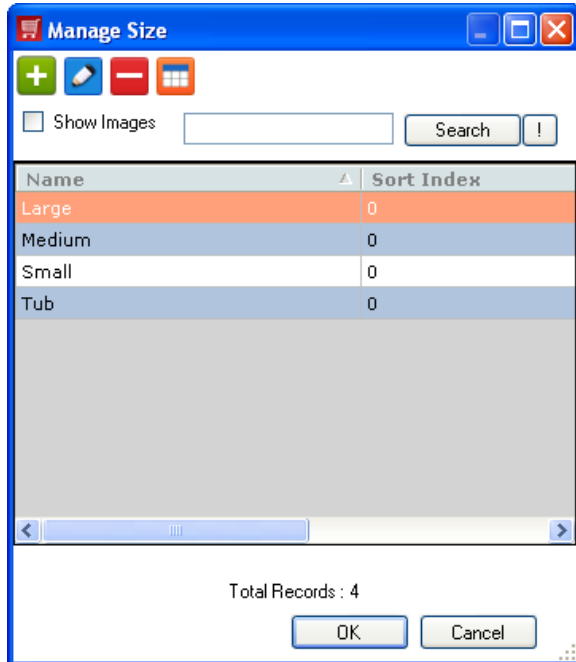 Manage Size
Show Images Search !
Name Sort Index
Large 0
Medium 0
Small 0
Tub 0
Total Records : 4
OK Cancel